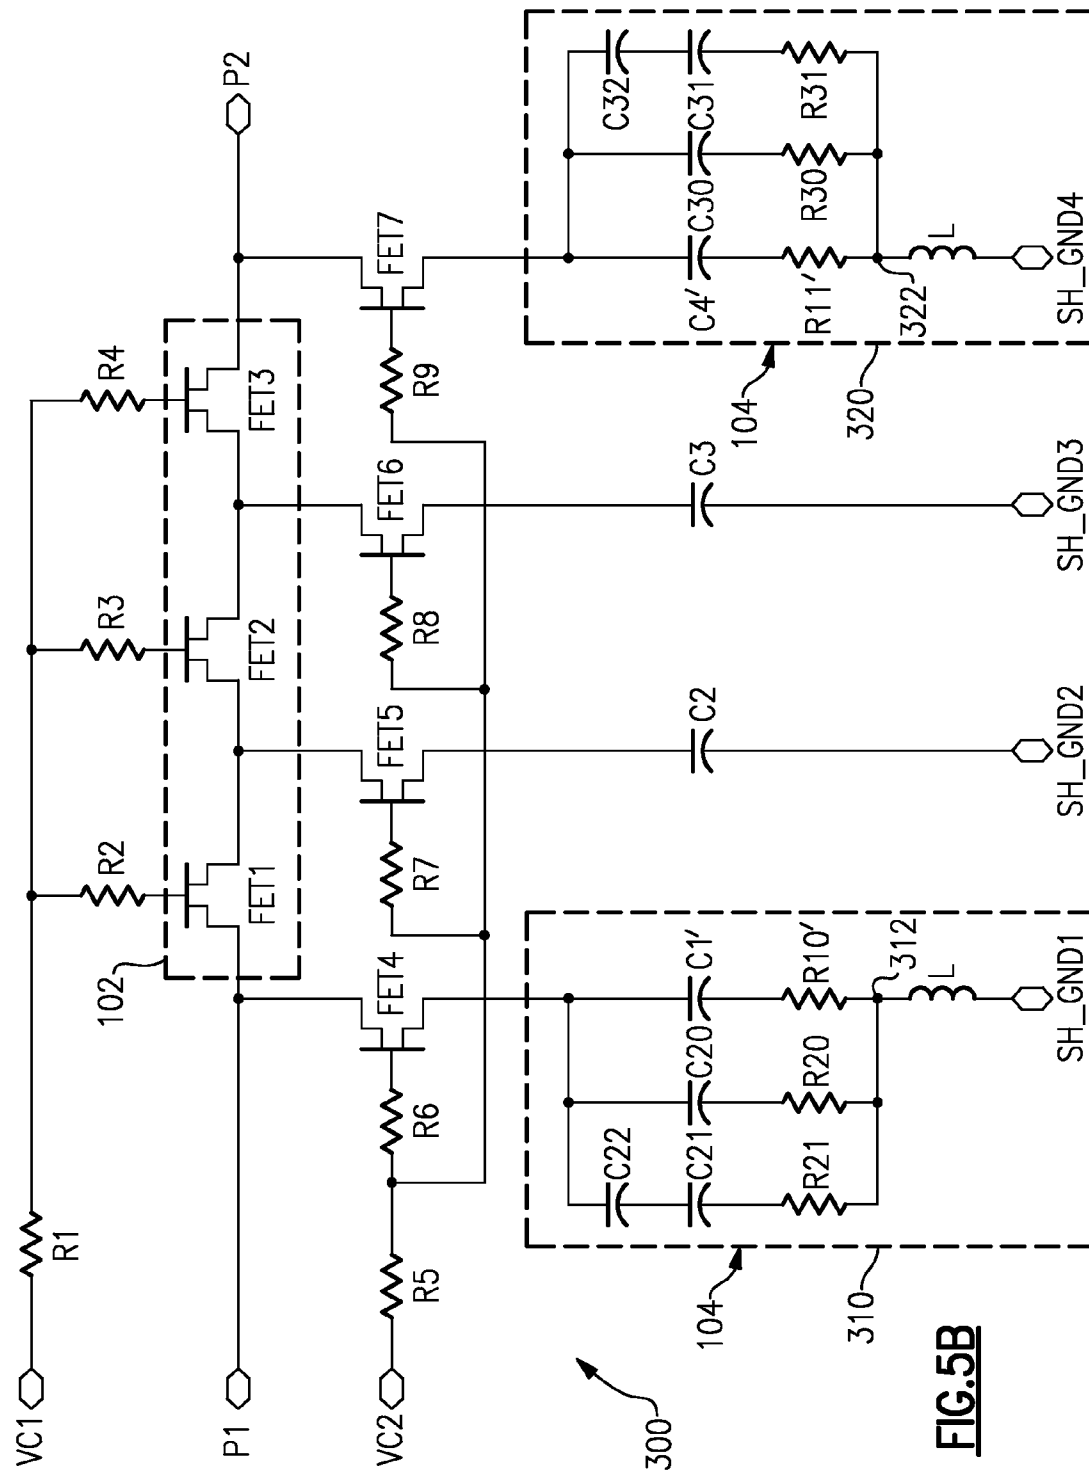 VC1
R1
R2
R3
R4
P1
102
FET1
FET2
FET3
P2
VC2
R5
R6
FET4
R7
FET5
R8
FET6
R9
FET7
300
104
310
C22
C21
R21
C20
R20
C1'
R10'
312
L
SH_GND1
C2
SH_GND2
C3
SH_GND3
104
320
C4'
R11'
322
L
C30
R30
C32
C31
R31
SH_GND4
FIG.5B